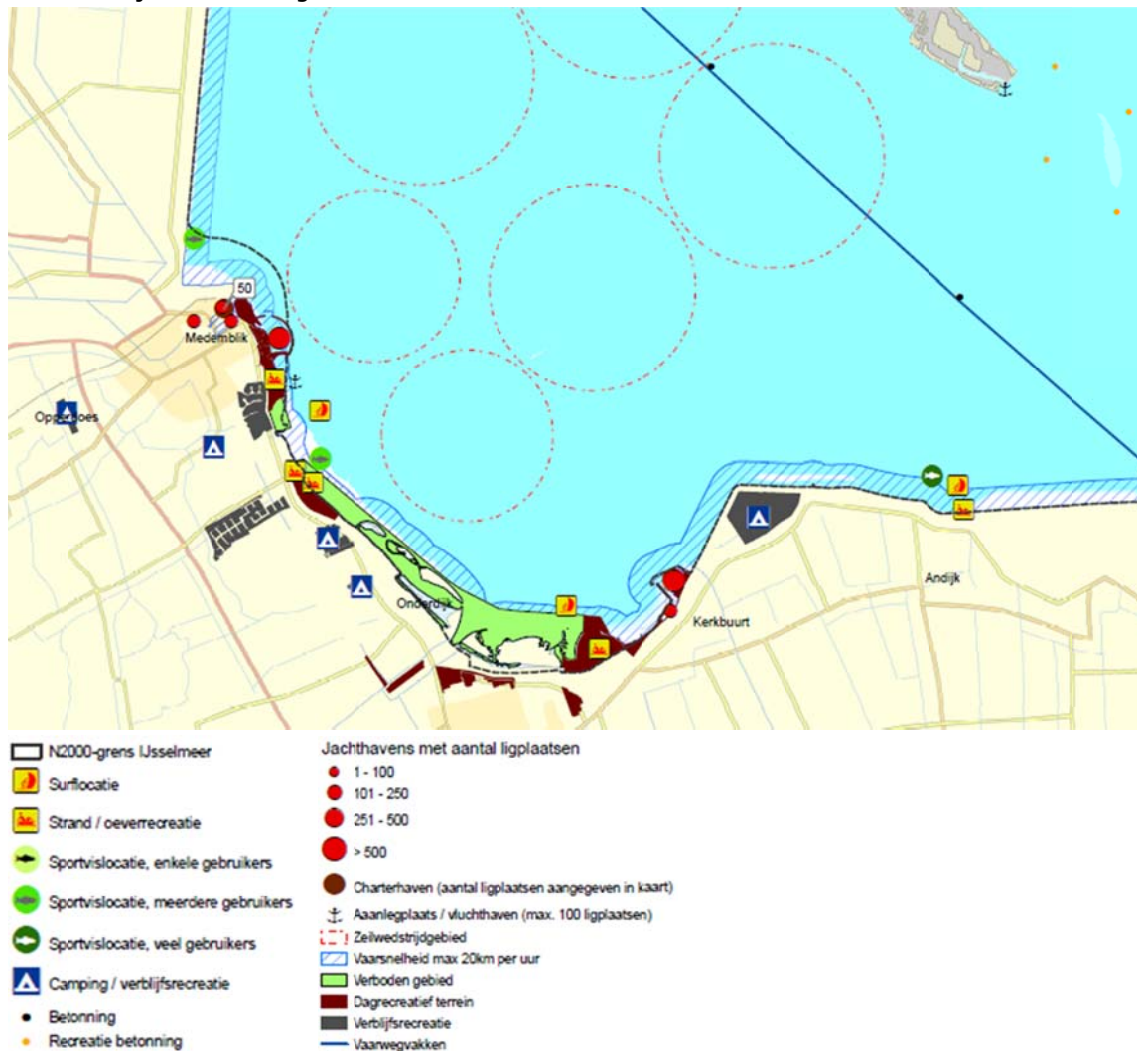 50
Medemblik
Opperdoes
Onderdijk
Kerkbuurt
Andijk
N2000-grens IJsselmeer
Surflocatie
Strand / oeverrecreatie
Sportvislocatie, enkele gebruikers
Sportvislocatie, meerdere gebruikers
Sportvislocatie, veel gebruikers
Camping / verblijfsrecreatie
Betonning
Recreatie betonning
Jachthavens met aantal ligplaatsen
1 - 100
101 - 250
251 - 500
> 500
Charterhaven (aantal ligplaatsen aangegeven in kaart)
Aaanlegplaats / vluchthaven (max. 100 ligplaatsen)
Zeilwedstrijdgebied
Vaarsnelheid max 20km per uur
Verboden gebied
Dagrecreatief terrein
Verblijfsrecreatie
Vaarwegvakken